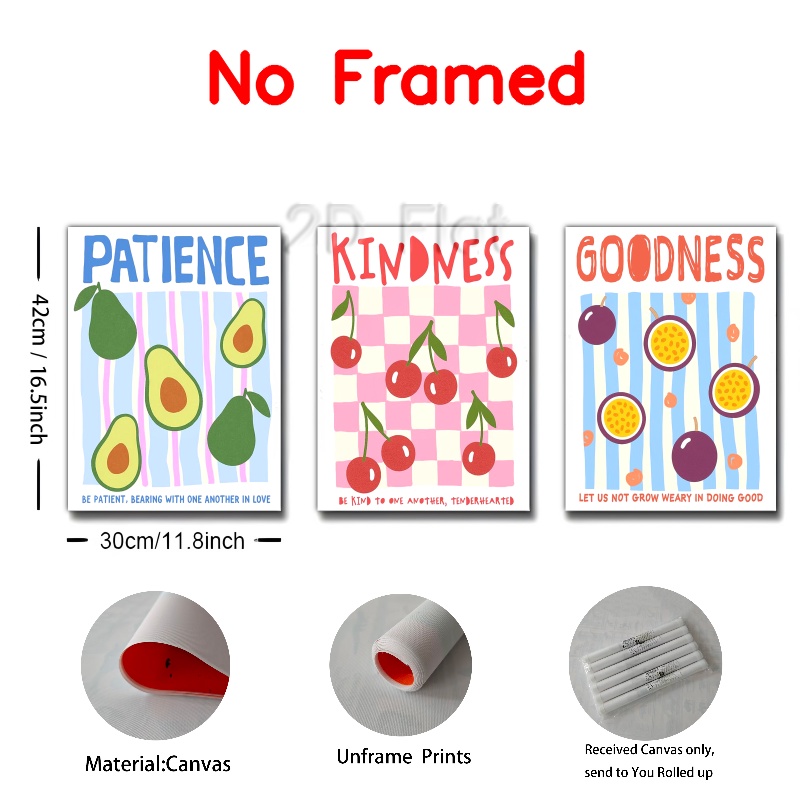 No Framed
2D Flat
PATIENCE
KINDNESS
GOODNESS
42cm / 16.5inch
BE PATIENT, BEARING WITH ONE ANOTHER IN LOVE
BE KIND TO ONE ANOTHER, TENDERHEARTED
LET US NOT GROW WEARY IN DOING GOOD
30cm/11.8inch
Material:Canvas
Unframe Prints
Received Canvas only,
send to You Rolled up